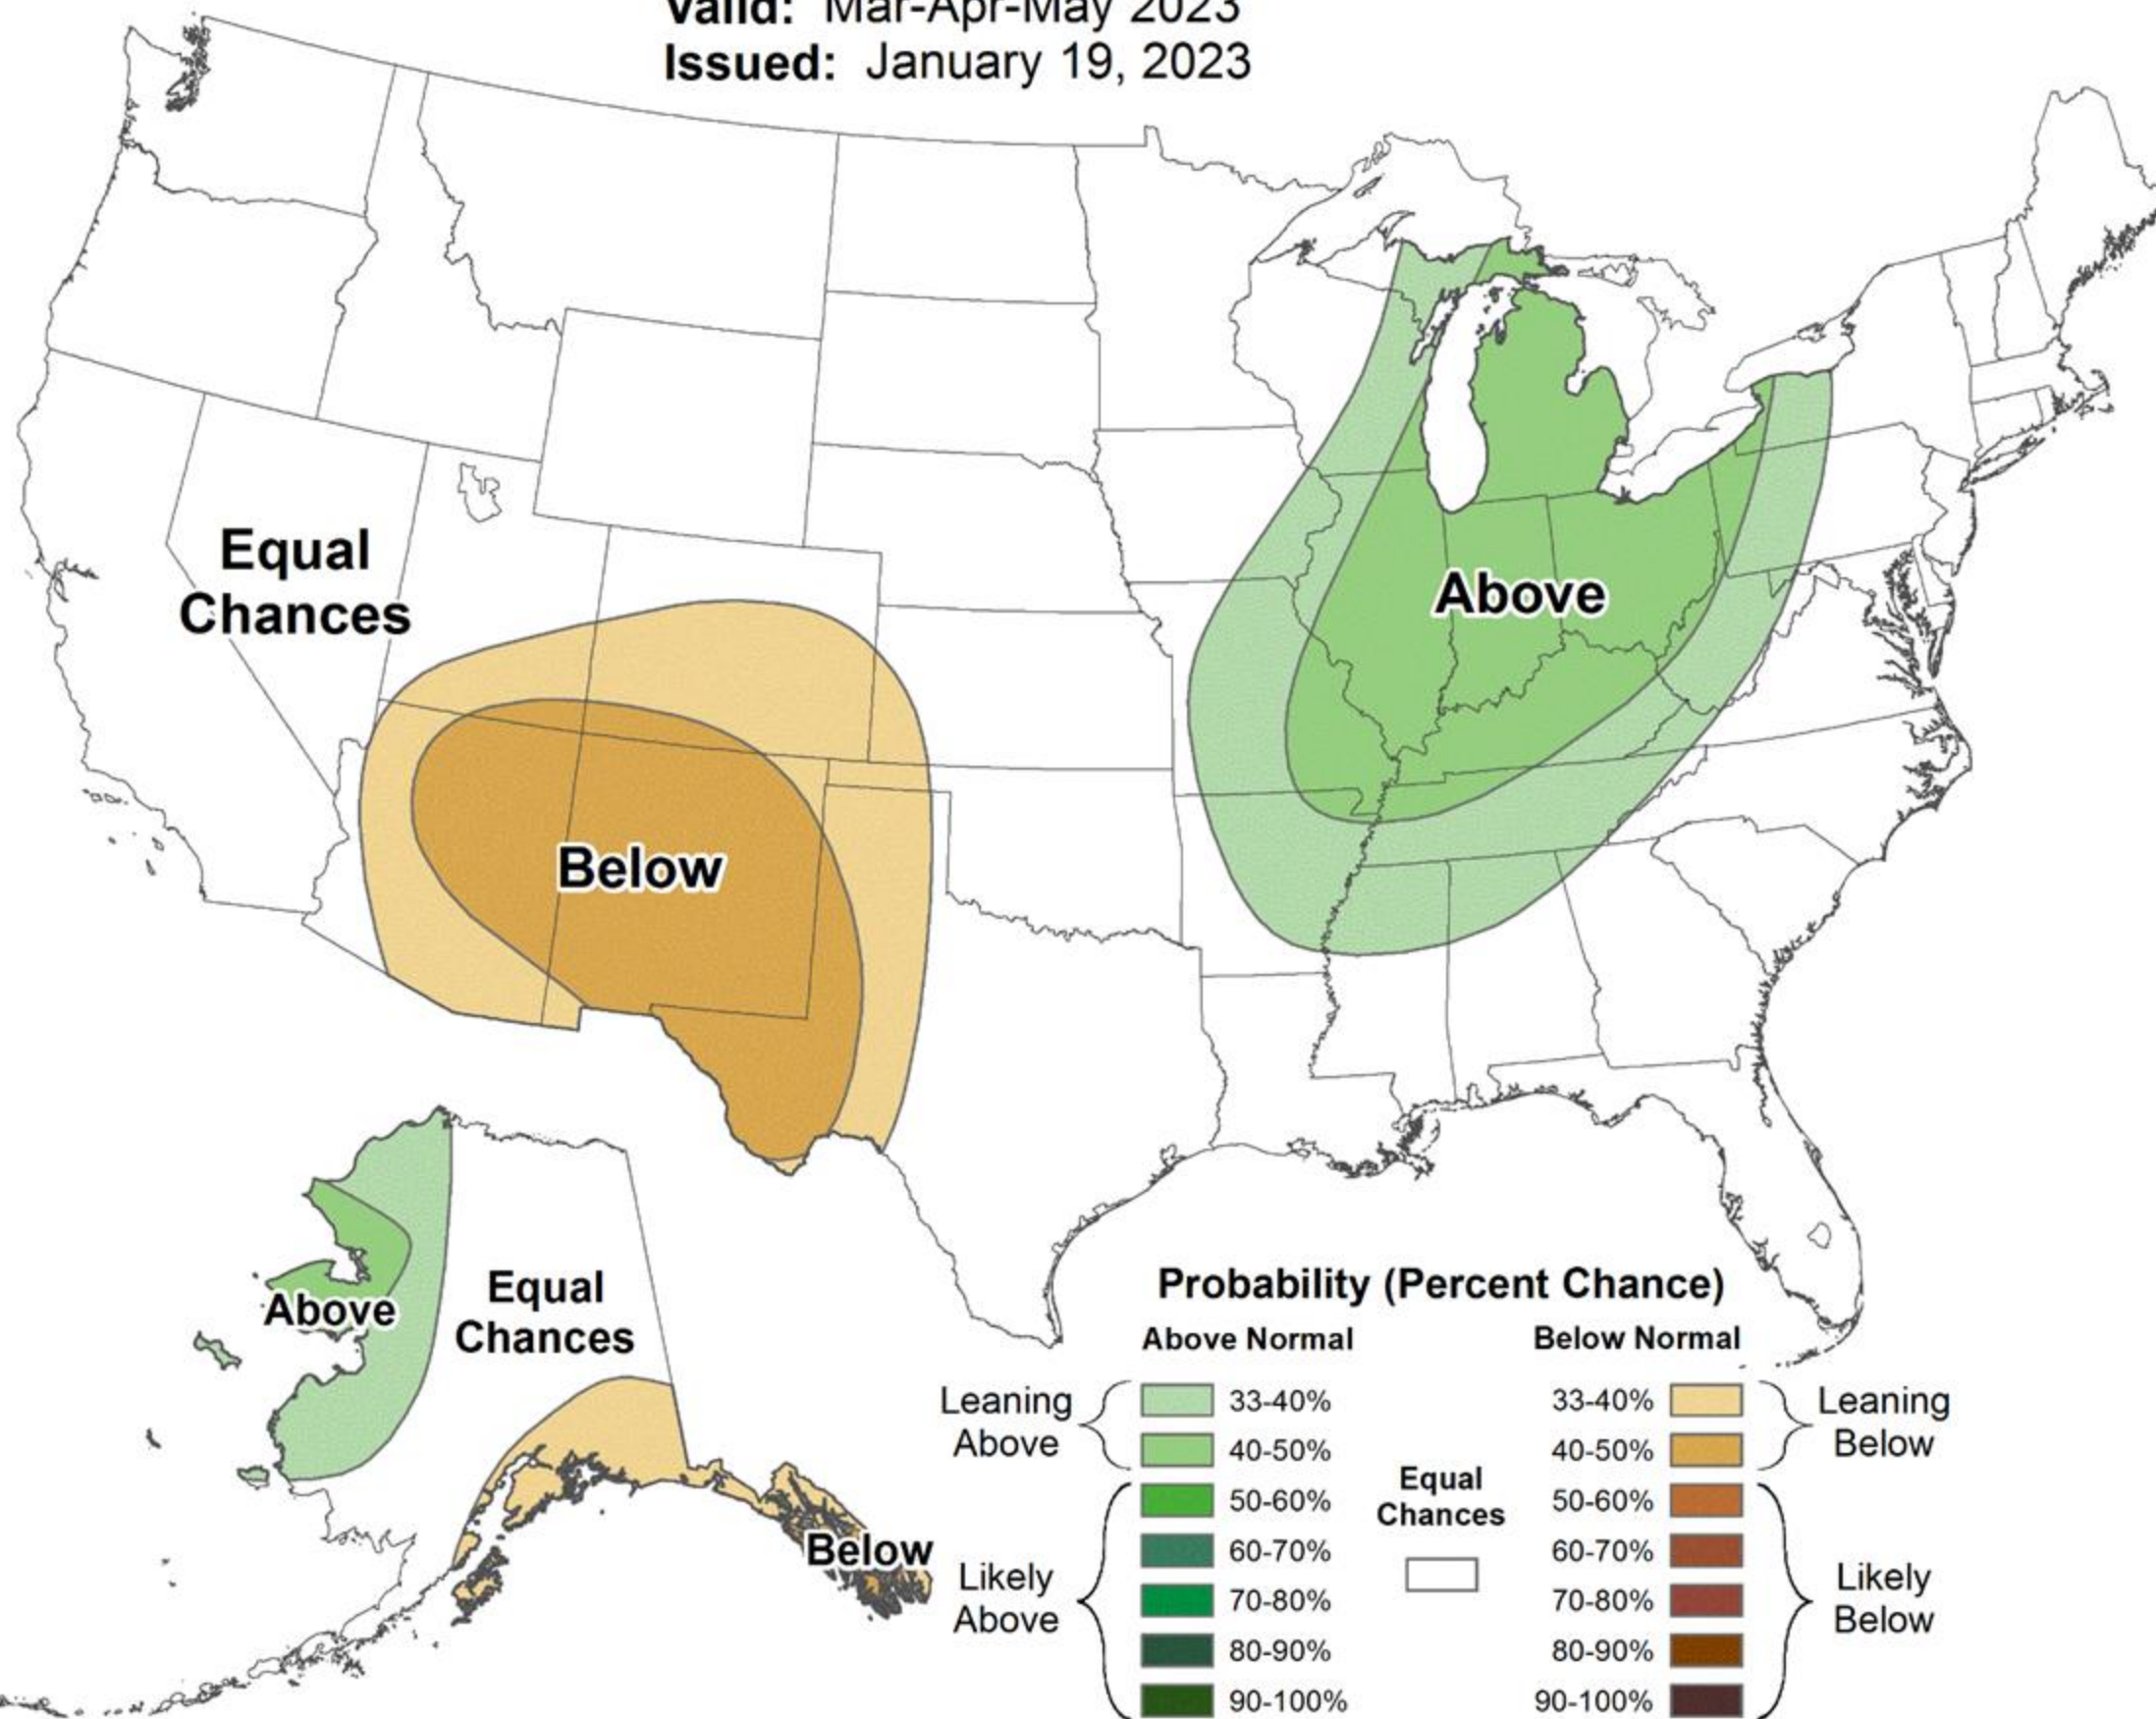 Valid: Mar-Apr-May 2023
Issued: January 19, 2023
Equal
Chances
Above
Below
Above
Equal
Chances
Below
Probability (Percent Chance)
Above Normal
Below Normal
Leaning
Above
33-40%
40-50%
Likely
Above
50-60%
60-70%
70-80%
80-90%
90-100%
Equal
Chances
33-40%
40-50%
Leaning
Below
50-60%
60-70%
70-80%
80-90%
90-100%
Likely
Below